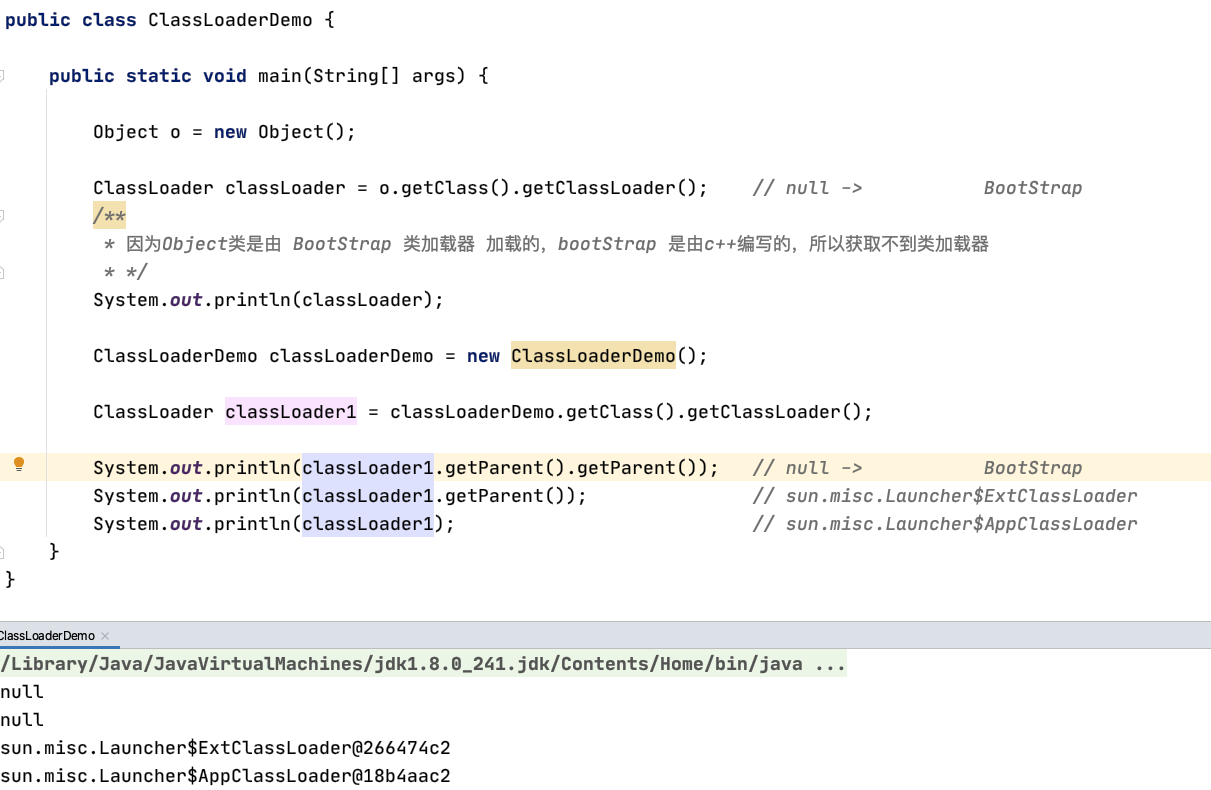 public class ClassLoaderDemo {
public static void main(String[] args) {
Object o = new Object();
ClassLoader classLoader = o.getClass().getClassLoader();    // null ->           BootStrap
/**
* 因为Object类是由 BootStrap 类加载器 加载的，bootStrap 是由c++编写的，所以获取不到类加载器
* */
System.out.println(classLoader);
ClassLoaderDemo classLoaderDemo = new ClassLoaderDemo();
ClassLoader classLoader1 = classLoaderDemo.getClass().getClassLoader();
System.out.println(classLoader1.getParent().getParent());   // null ->           BootStrap
System.out.println(classLoader1.getParent());               // sun.misc.Launcher$ExtClassLoader
System.out.println(classLoader1);                           // sun.misc.Launcher$AppClassLoader
}
}
ClassLoaderDemo ×
/Library/Java/JavaVirtualMachines/jdk1.8.0_241.jdk/Contents/Home/bin/java ...
null
null
sun.misc.Launcher$ExtClassLoader@266474c2
sun.misc.Launcher$AppClassLoader@18b4aac2